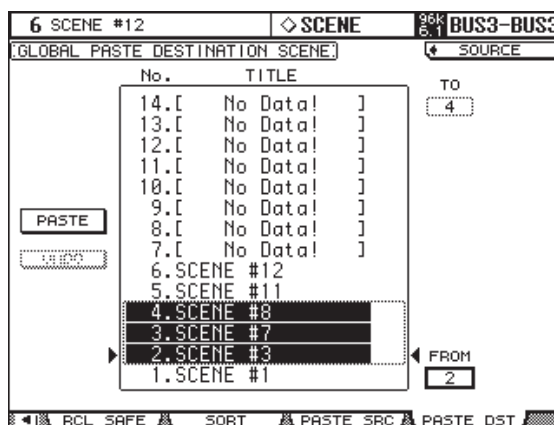 6 SCENE #12 ◇SCENE 96k 6.1 BUS3-BUS3
GLOBAL PASTE DESTINATION SCENE
SOURCE
No. TITLE
TO
4
14.[ No Data! ]
13.[ No Data! ]
12.[ No Data! ]
11.[ No Data! ]
10.[ No Data! ]
9.[ No Data! ]
8.[ No Data! ]
7.[ No Data! ]
6.SCENE #12
5.SCENE #11
4.SCENE #8
3.SCENE #7
2.SCENE #3
1.SCENE #1
PASTE
UNDO
FROM
2
RCL SAFE SORT PASTE SRC PASTE DST